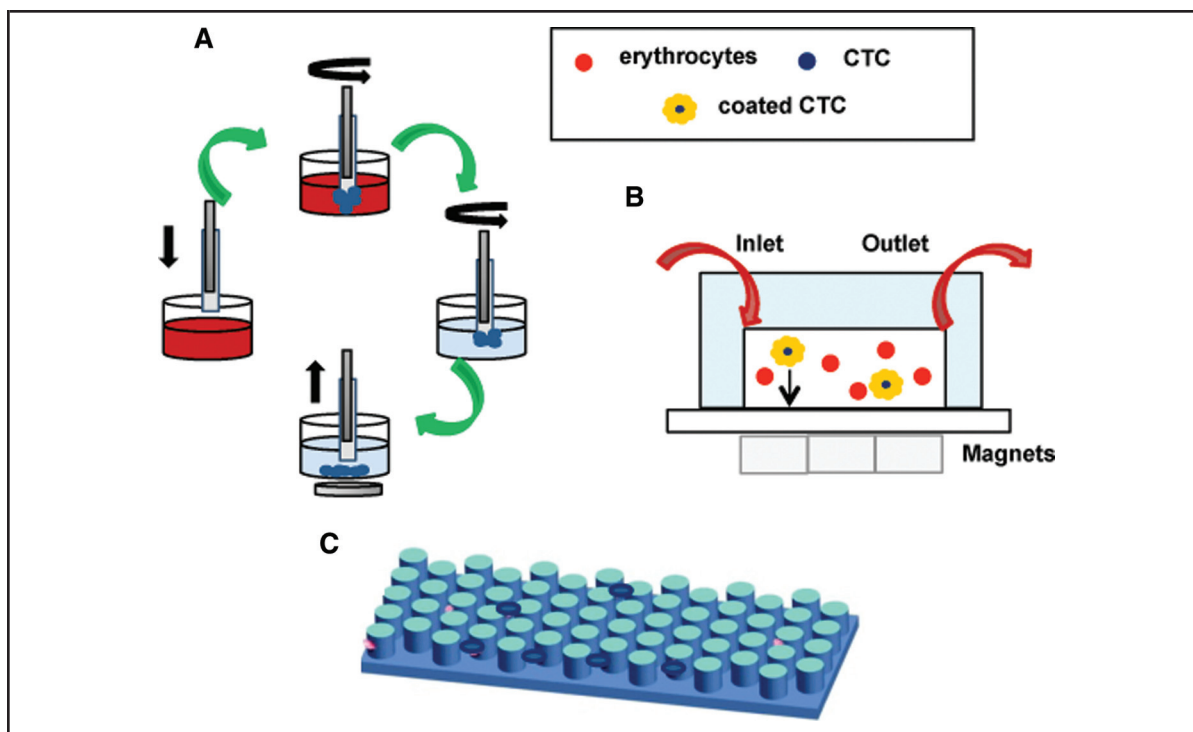 A
erythrocytes CTC
coated CTC
B
Inlet Outlet
Magnets
C